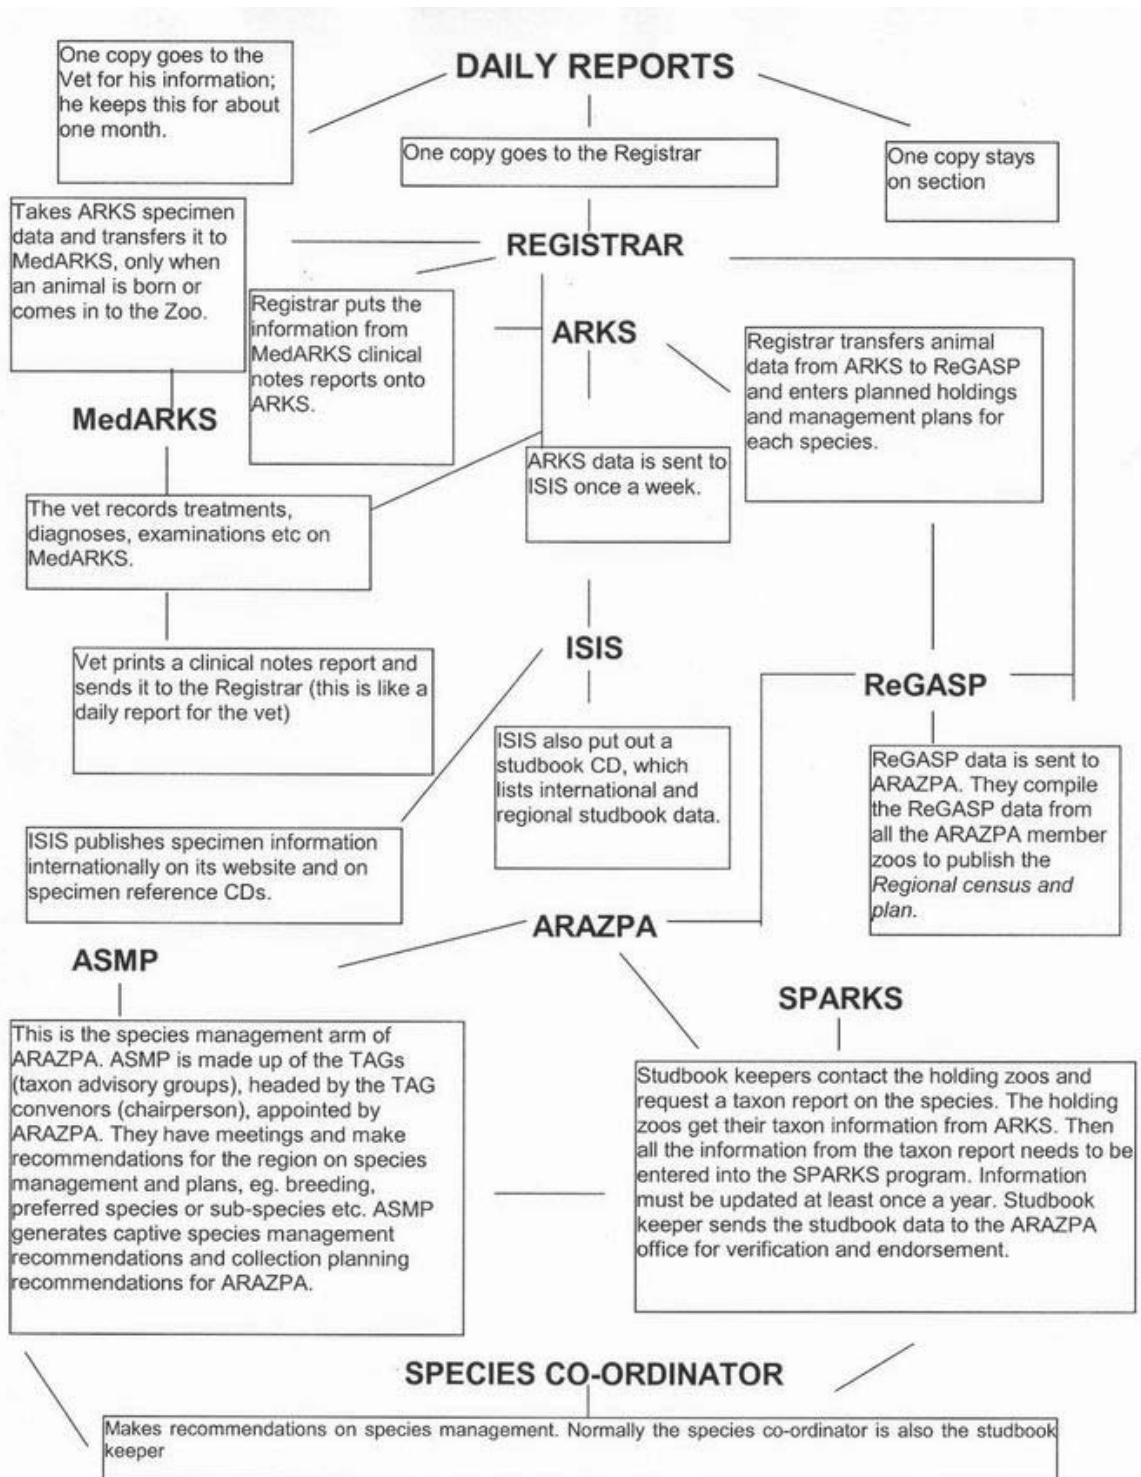 DAILY REPORTS
One copy goes to the
Vet for his information;
he keeps this for about
one month.
One copy goes to the Registrar
One copy stays
on section
REGISTRAR
Takes ARKS specimen
data and transfers it to
MedARKS, only when
an animal is born or
comes in to the Zoo.
Registrar puts the
information from
MedARKS clinical
notes reports onto
ARKS.
ARKS
Registrar transfers animal
data from ARKS to ReGASP
and enters planned holdings
and management plans for
each species.
MedARKS
ARKS data is sent to
ISIS once a week.
The vet records treatments,
diagnoses, examinations etc on
MedARKS.
ISIS
Vet prints a clinical notes report and
sends it to the Registrar (this is like a
daily report for the vet)
ReGASP
ISIS also put out a
studbook CD, which
lists international and
regional studbook data.
ReGASP data is sent to
ARAZPA. They compile
the ReGASP data from
all the ARAZPA member
zoos to publish the
Regional census and
plan.
ISIS publishes specimen information
internationally on its website and on
specimen reference CDs.
ARAZPA
ASMP
SPARKS
This is the species management arm of
ARAZPA. ASMP is made up of the TAGs
(taxon advisory groups), headed by the TAG
convenors (chairperson), appointed by
ARAZPA. They have meetings and make
recommendations for the region on species
management and plans, eg. breeding,
preferred species or sub-species etc. ASMP
generates captive species management
recommendations and collection planning
recommendations for ARAZPA.
Studbook keepers contact the holding zoos and
request a taxon report on the species. The holding
zoos get their taxon information from ARKS. Then
all the information from the taxon report needs to be
entered into the SPARKS program. Information
must be updated at least once a year. Studbook
keeper sends the studbook data to the ARAZPA
office for verification and endorsement.
SPECIES CO-ORDINATOR
Makes recommendations on species management. Normally the species co-ordinator is also the studbook
keeper